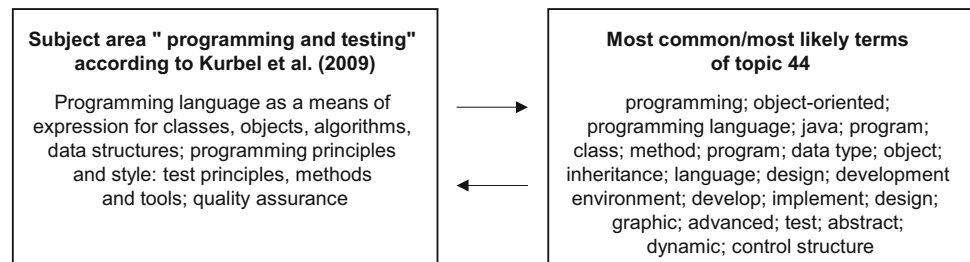 Subject area " programming and testing"
according to Kurbel et al. (2009)
Programming language as a means of
expression for classes, objects, algorithms,
data structures; programming principles
and style: test principles, methods
and tools; quality assurance
Most common/most likely terms
of topic 44
programming; object-oriented;
programming language; java; program;
class; method; program; data type; object;
inheritance; language; design; development
environment; develop; implement; design;
graphic; advanced; test; abstract;
dynamic; control structure